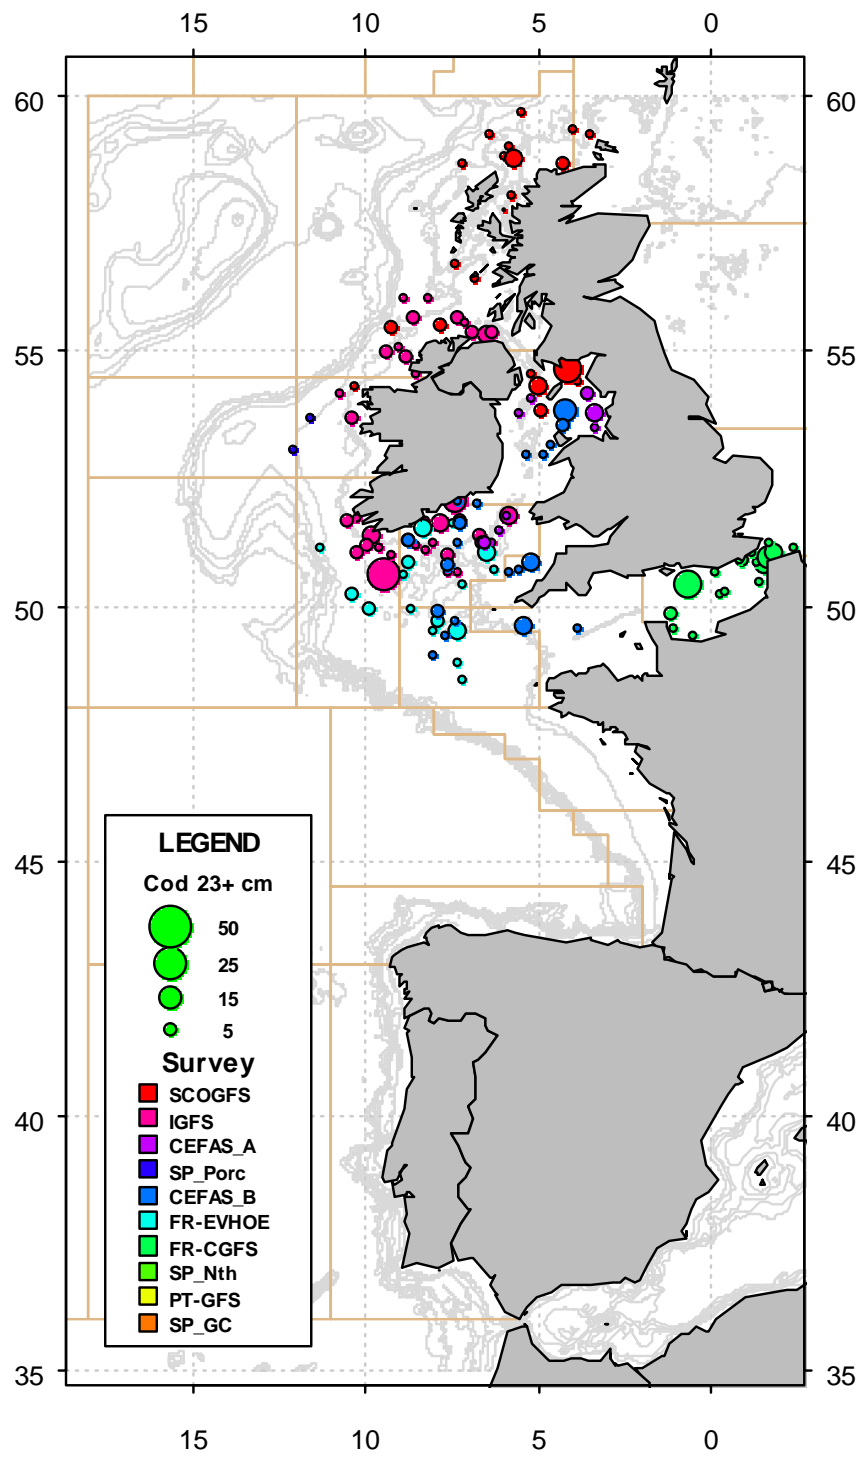 15 10 5 0
60 60
55 55
50 50
45 45
40 40
35 35
LEGEND
Cod 23+ cm
50
25
15
5
Survey
SCOGFS
IGFS
CEFAS_A
SP_Porc
CEFAS_B
FR-EVHOE
FR-CGFS
SP_Nth
PT-GFS
SP_GC
15 10 5 0